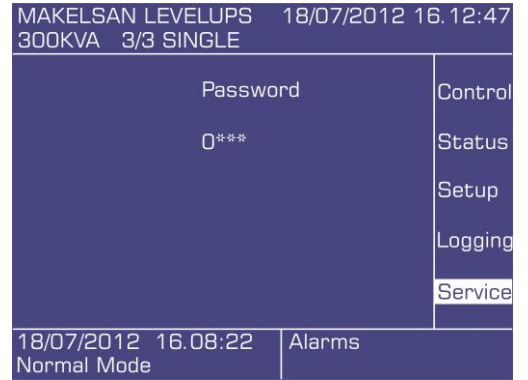 MAKELSAN LEVELUPS 18/07/2012 16.12:47
300KVA 3/3 SINGLE
Password
0***
Control
Status
Setup
Logging
Service
18/07/2012 16.08:22 Alarms
Normal Mode